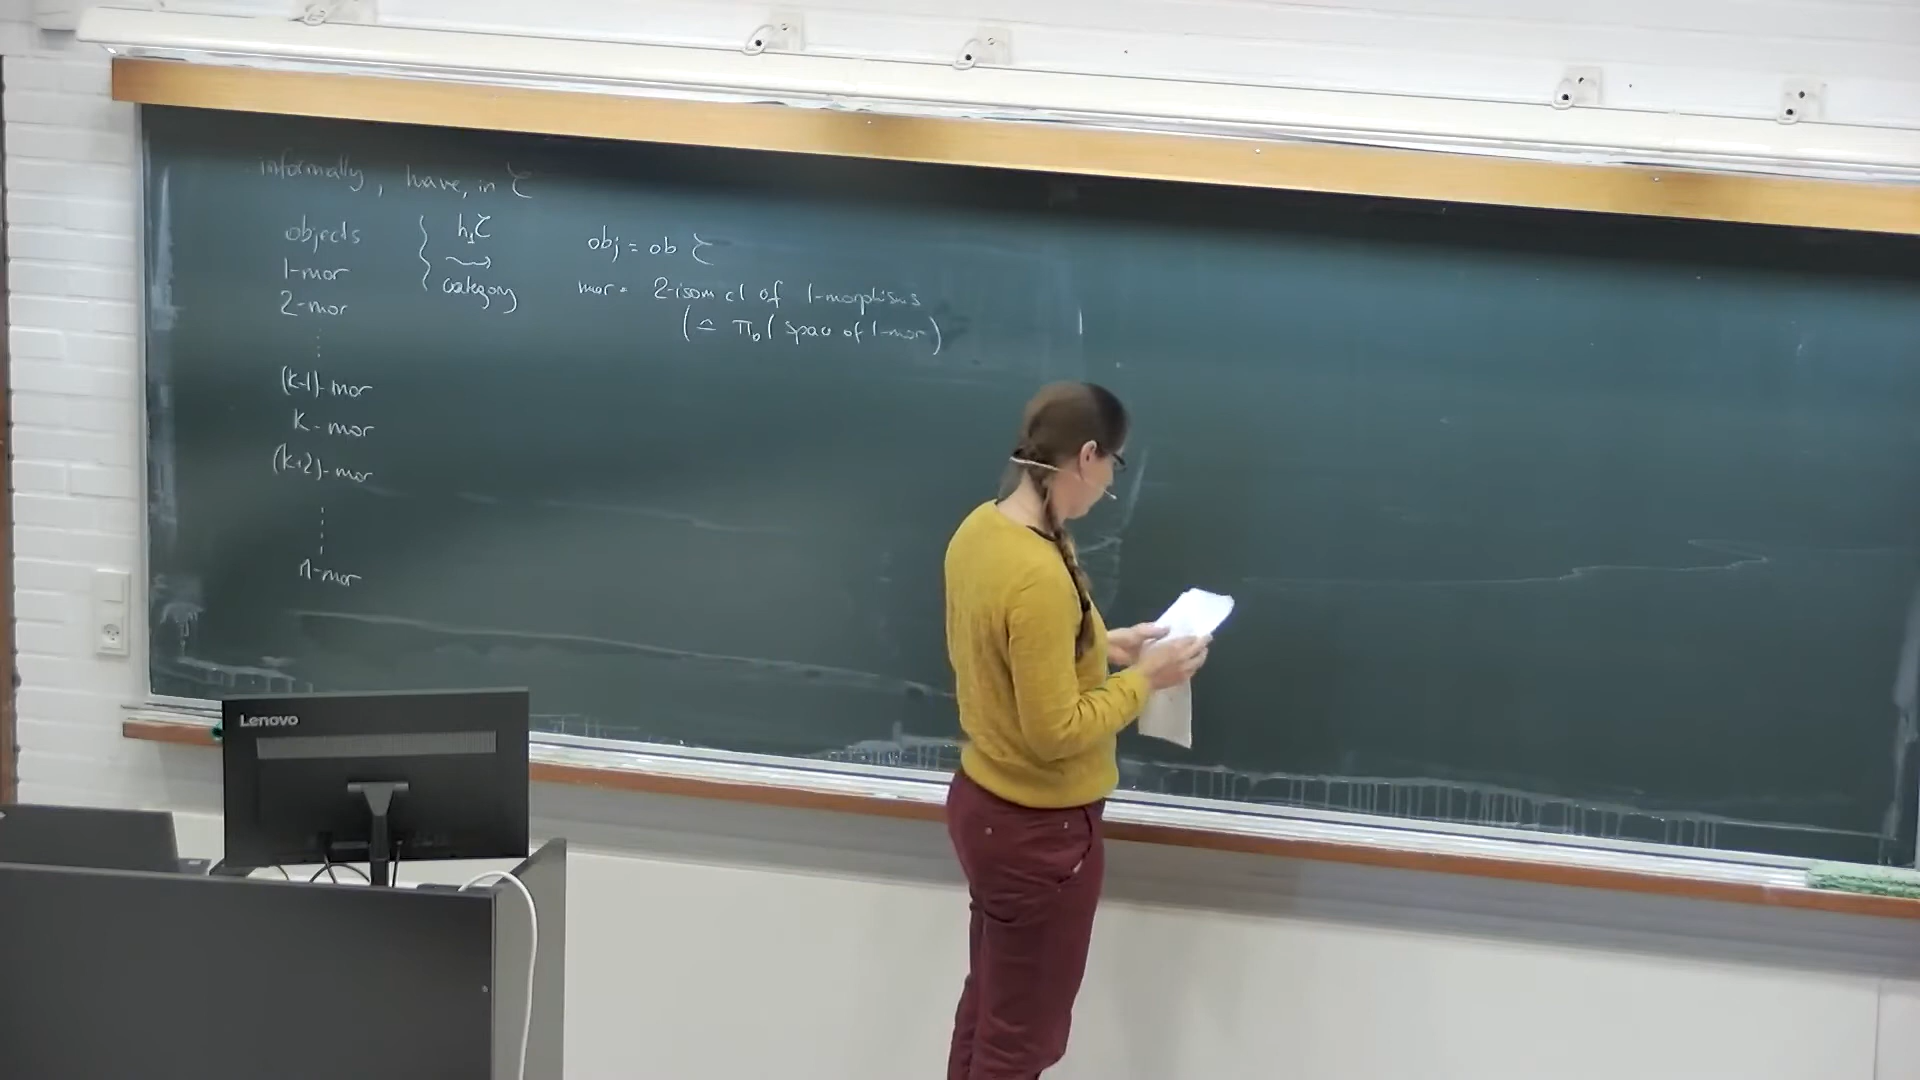 informally, have, in ℭ
objects
1-mor
2-mor
⋮
(k-1)-mor
k-mor
(k+2)-mor
⋮
n-mor
h₁ℭ
⇝
category
obj = ob ℭ
mor = 2-isom cl of 1-morphisms
(≙ π₀(space of 1-mor)
Lenovo